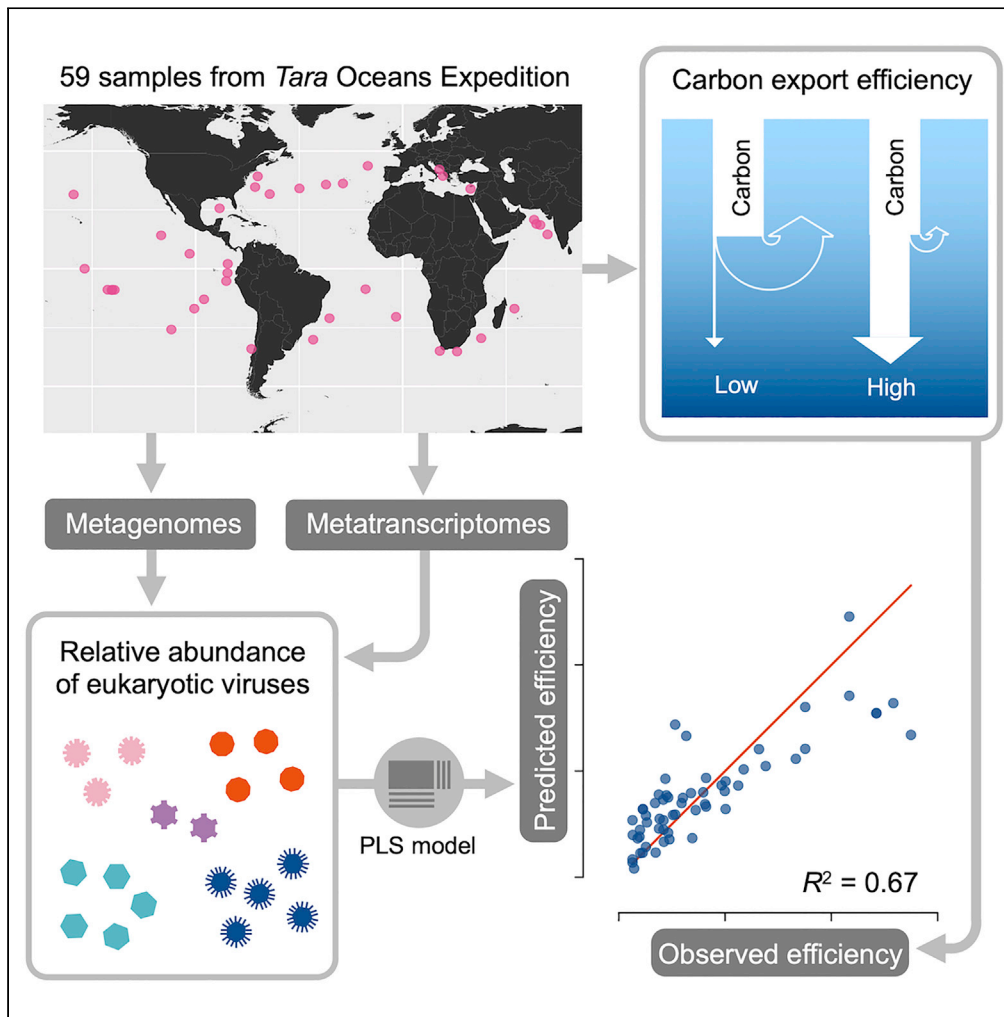 59 samples from Tara Oceans Expedition
Carbon export efficiency
Carbon
Carbon
Low
High
Metagenomes
Metatranscriptomes
Relative abundance
of eukaryotic viruses
PLS model
Predicted efficiency
R² = 0.67
Observed efficiency